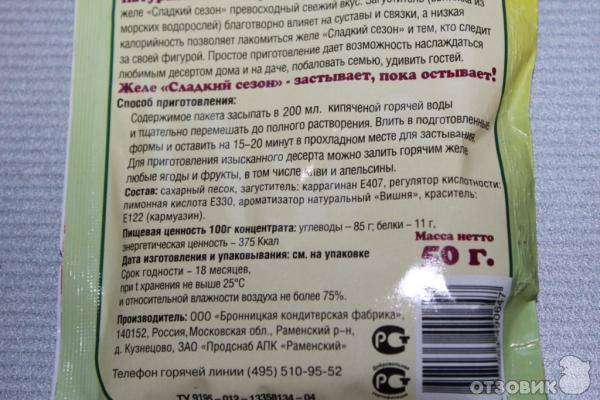 желе «Сладкий сезон» превосходный свежий вкус. Загуститель
морских водорослей) благотворно влияет на суставы и связки, а низкая
калорийность позволяет лакомиться желе «Сладкий сезон» и тем, кто следит
за своей фигурой. Простое приготовление дает возможность насладиться
любимым десертом дома и на даче, побаловать семью, удивить гостей.
Желе «Сладкий сезон» - застывает, пока остывает!
Способ приготовления:
Содержимое пакета засыпать в 200 мл. кипяченой горячей воды
и тщательно перемешать до полного растворения. Влить в подготовленные
формы и оставить на 15–20 минут в прохладном месте для застывания.
Для приготовления изысканного десерта можно залить горячим желе
любые ягоды и фрукты, в том числе киви и апельсины.
Состав: сахарный песок, загуститель: каррагинан Е407, регулятор кислотности:
лимонная кислота Е330, ароматизатор натуральный «Вишня», краситель:
Е122 (кармуазин).
Пищевая ценность 100г концентрата: углеводы – 85 г; белки – 11 г,
энергетическая ценность – 375 Ккал
Масса нетто
50 г.
Дата изготовления и упаковывания: см. на упаковке
Срок годности - 18 месяцев,
при t хранения не выше 25°С
и относительной влажности воздуха не более 75%.
Производитель: ООО «Бронницкая кондитерская фабрика»,
140152, Россия, Московская обл., Раменский р-н,
д. Кузнецово, ЗАО «Продснаб АПК «Раменский»
Телефон горячей линии (495) 510-95-52
ТУ 9195-012-13358134-04
ОТЗОВИК